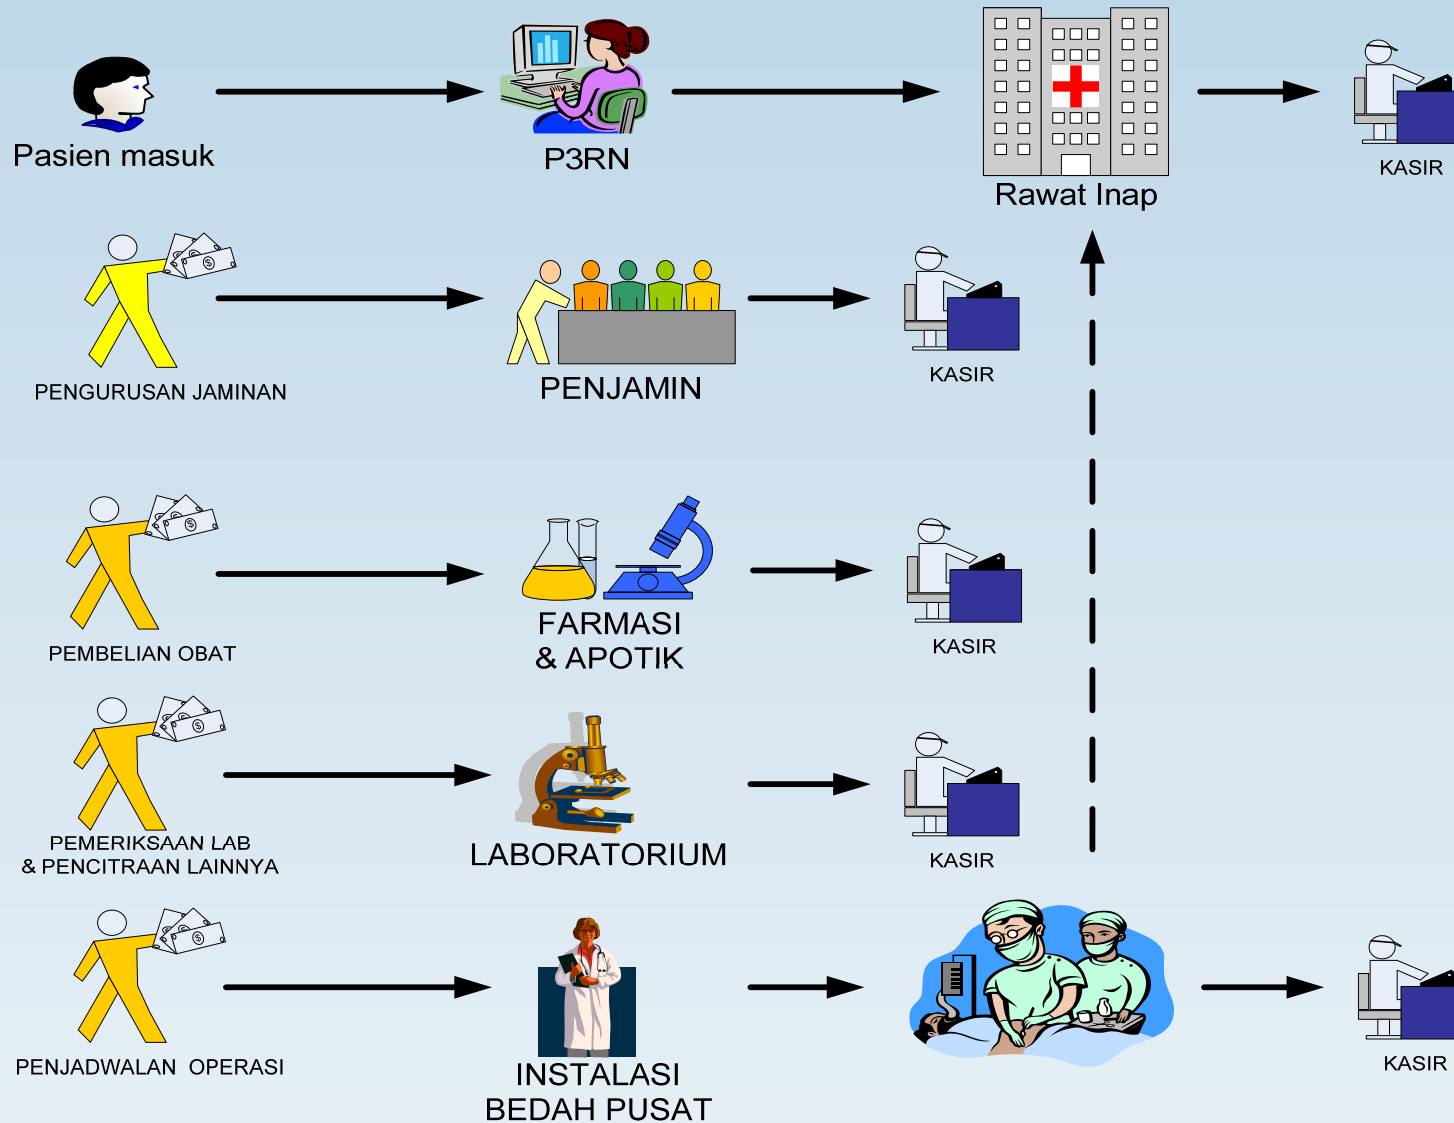 Pasien masuk
P3RN
Rawat Inap
KASIR
PENGURUSAN JAMINAN
PENJAMIN
KASIR
PEMBELIAN OBAT
FARMASI
& APOTIK
KASIR
PEMERIKSAAN LAB
& PENCITRAAN LAINNYA
LABORATORIUM
KASIR
PENJADWALAN OPERASI
INSTALASI
BEDAH PUSAT
KASIR